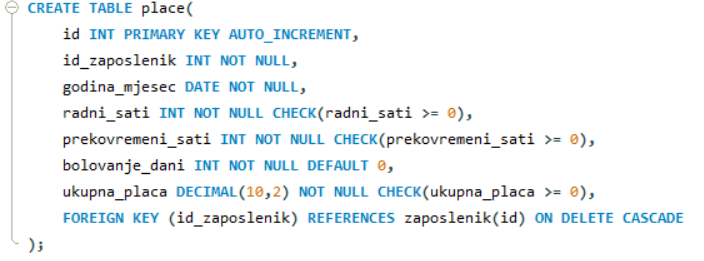 CREATE TABLE place(
id INT PRIMARY KEY AUTO_INCREMENT,
id_zaposlenik INT NOT NULL,
godina_mjesec DATE NOT NULL,
radni_sati INT NOT NULL CHECK(radni_sati >= 0),
prekovremeni_sati INT NOT NULL CHECK(prekovremeni_sati >= 0),
bolovanje_dani INT NOT NULL DEFAULT 0,
ukupna_placa DECIMAL(10,2) NOT NULL CHECK(ukupna_placa >= 0),
FOREIGN KEY (id_zaposlenik) REFERENCES zaposlenik(id) ON DELETE CASCADE
);